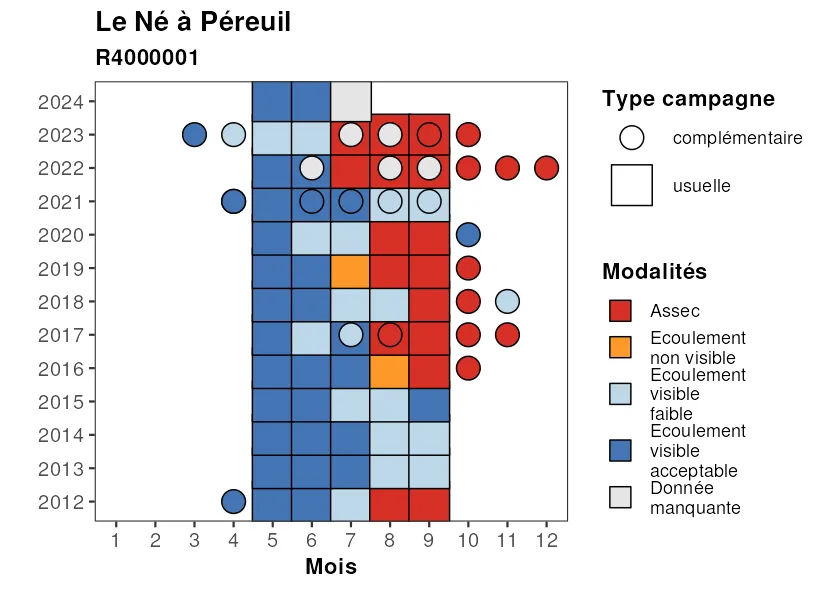 Le Né à Péreuil
R4000001
2024
2023
2022
2021
2020
2019
2018
2017
2016
2015
2014
2013
2012
1 2 3 4 5 6 7 8 9 10 11 12
Mois
Type campagne
complémentaire
usuelle
Modalités
Assec
Ecoulement
non visible
Ecoulement
visible
faible
Ecoulement
visible
acceptable
Donnée
manquante